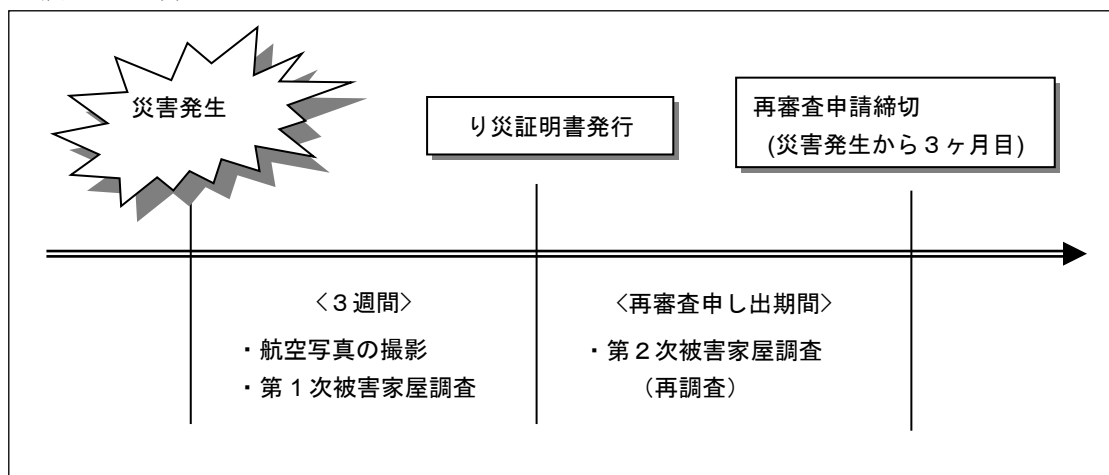 災害発生
り災証明書発行
再審査申請締切
(災害発生から３ヶ月目)
〈３週間〉
・航空写真の撮影
・第１次被害家屋調査
〈再審査申し出期間〉
・第２次被害家屋調査
（再調査）